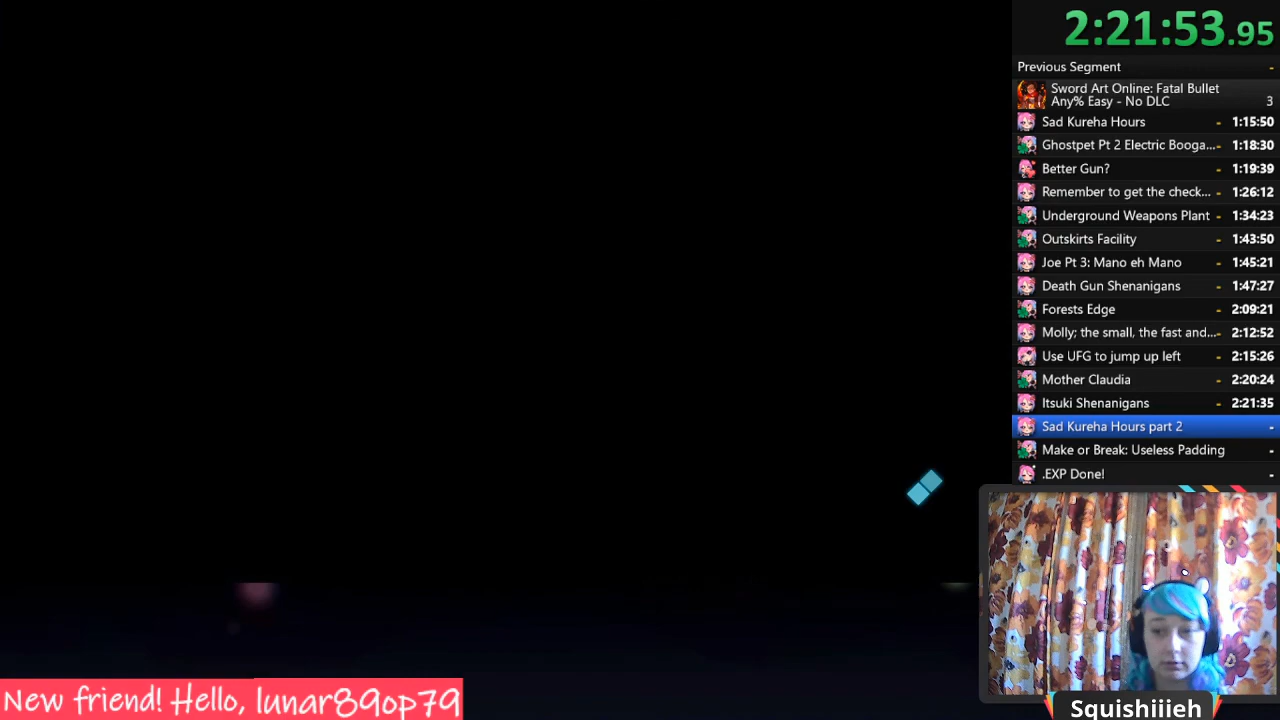 2:21:53.95
Previous Segment -
Sword Art Online: Fatal Bullet
Any% Easy - No DLC 3
Sad Kureha Hours - 1:15:50
Ghostpet Pt 2 Electric Booga... - 1:18:30
Better Gun? - 1:19:39
Remember to get the check... - 1:26:12
Underground Weapons Plant - 1:34:23
Outskirts Facility - 1:43:50
Joe Pt 3: Mano eh Mano - 1:45:21
Death Gun Shenanigans - 1:47:27
Forests Edge - 2:09:21
Molly; the small, the fast and... - 2:12:52
Use UFG to jump up left - 2:15:26
Mother Claudia - 2:20:24
Itsuki Shenanigans - 2:21:35
Sad Kureha Hours part 2 -
Make or Break: Useless Padding -
.EXP Done! -
New friend! Hello, lunar89op79
Squishiiieh